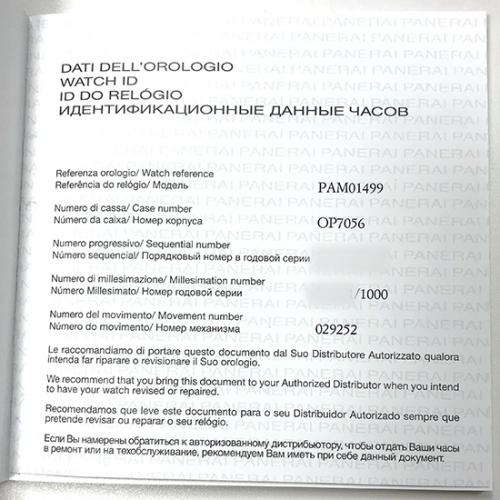 DATI DELL'OROLOGIO
WATCH ID
ID DO RELÓGIO
ИДЕНТИФИКАЦИОННЫЕ ДАННЫЕ ЧАСОВ
Referenza orologio/ Watch reference
Referência do relógio/ Модель PAM01499
Numero di cassa/ Case number
Número da caixa/ Номер корпуса OP7056
Numero progressivo/ Sequential number
Número sequencial/ Порядковый номер в годовой серии
Numero di millesimazione/ Millesimation number
Número Millesimato/ Номер годовой серии /1000
Numero del movimento/ Movement number
Número do movimento/ Номер механизма 029252
Le raccomandiamo di portare questo documento dal Suo Distributore Autorizzato qualora
intenda far riparare o revisionare il Suo orologio.
We recommend that you bring this document to your Authorized Distributor when you intend
to have your watch revised or repaired.
Recomendamos que leve este documento para o seu Distribuidor Autorizado sempre que
pretende revisar ou reparar o seu relógio.
Если Вы намерены обратиться к авторизованному дистрибьютору, чтобы отдать Ваши часы
в ремонт или на техобслуживание, рекомендуем Вам иметь при себе данный документ.